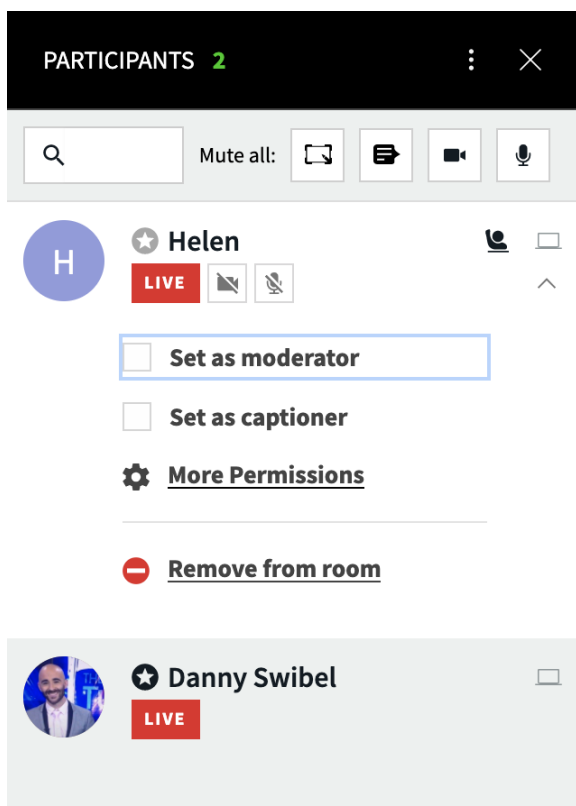 PARTICIPANTS 2
Mute all:
H
Helen
LIVE
Set as moderator
Set as captioner
More Permissions
Remove from room
Danny Swibel
LIVE